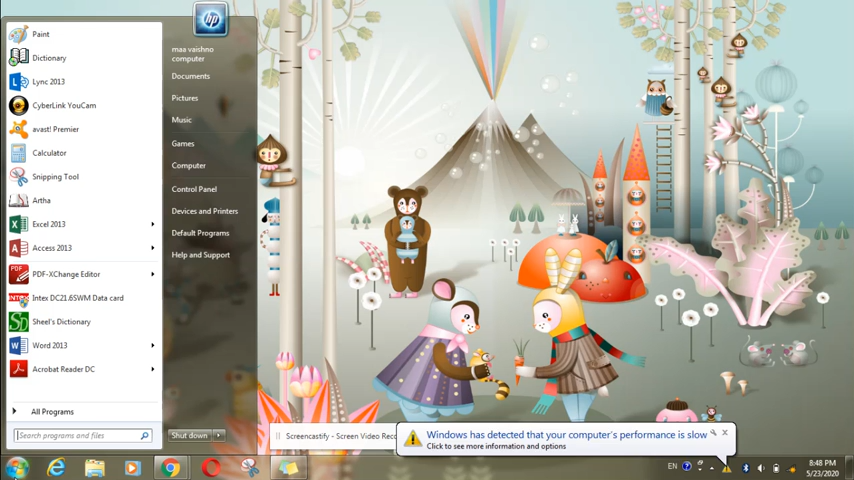 Paint
Dictionary
Lync 2013
CyberLink YouCam
avast! Premier
Calculator
Snipping Tool
Artha
Excel 2013
Access 2013
PDF-XChange Editor
Intex DC21.6SWM Data card
Sheel's Dictionary
Word 2013
Acrobat Reader DC
All Programs
Search programs and files
hp
maa vaishno
computer
Documents
Pictures
Music
Games
Computer
Control Panel
Devices and Printers
Default Programs
Help and Support
Shut down
Screencastify - Screen Video Rec
Windows has detected that your computer's performance is slow
Click to see more information and options
EN
8:48 PM
5/23/2020